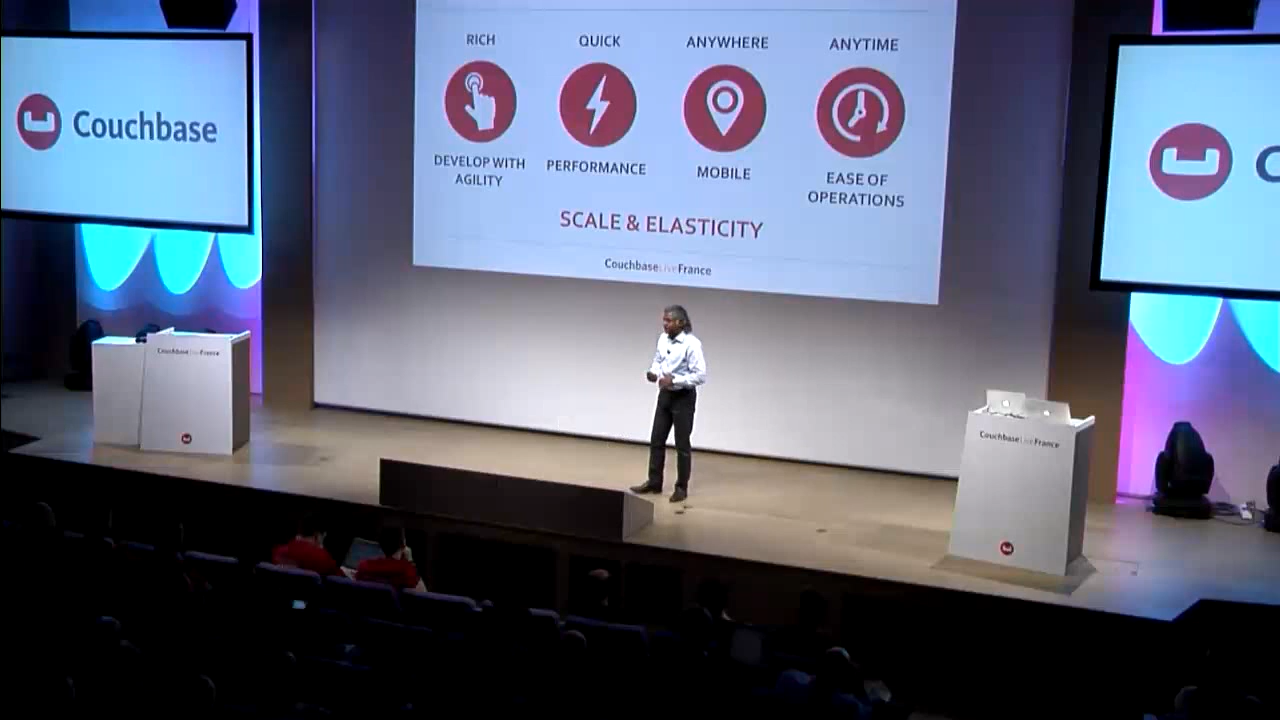 Couchbase
RICH
QUICK
ANYWHERE
ANYTIME
DEVELOP WITH
AGILITY
PERFORMANCE
MOBILE
EASE OF
OPERATIONS
SCALE & ELASTICITY
CouchbaseLiveFrance
C
CouchbaseLiveFrance
CouchbaseLiveFrance